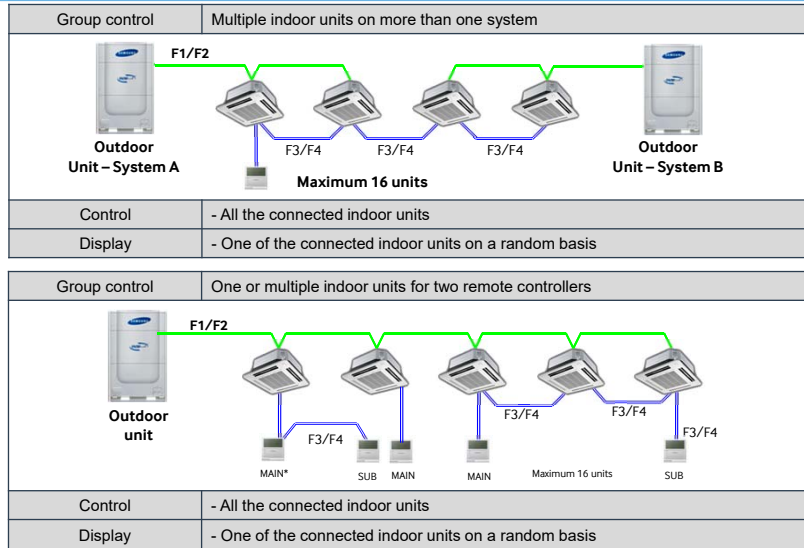 Group control Multiple indoor units on more than one system
F1/F2
SAMSUNG
SAMSUNG
F3/F4 F3/F4 F3/F4
Outdoor
Unit – System A
Outdoor
Unit – System B
Maximum 16 units
Control - All the connected indoor units
Display - One of the connected indoor units on a random basis
Group control One or multiple indoor units for two remote controllers
F1/F2
SAMSUNG
Outdoor
unit
F3/F4
F3/F4
F3/F4
F3/F4
MAIN* SUB MAIN MAIN Maximum 16 units SUB
Control - All the connected indoor units
Display - One of the connected indoor units on a random basis